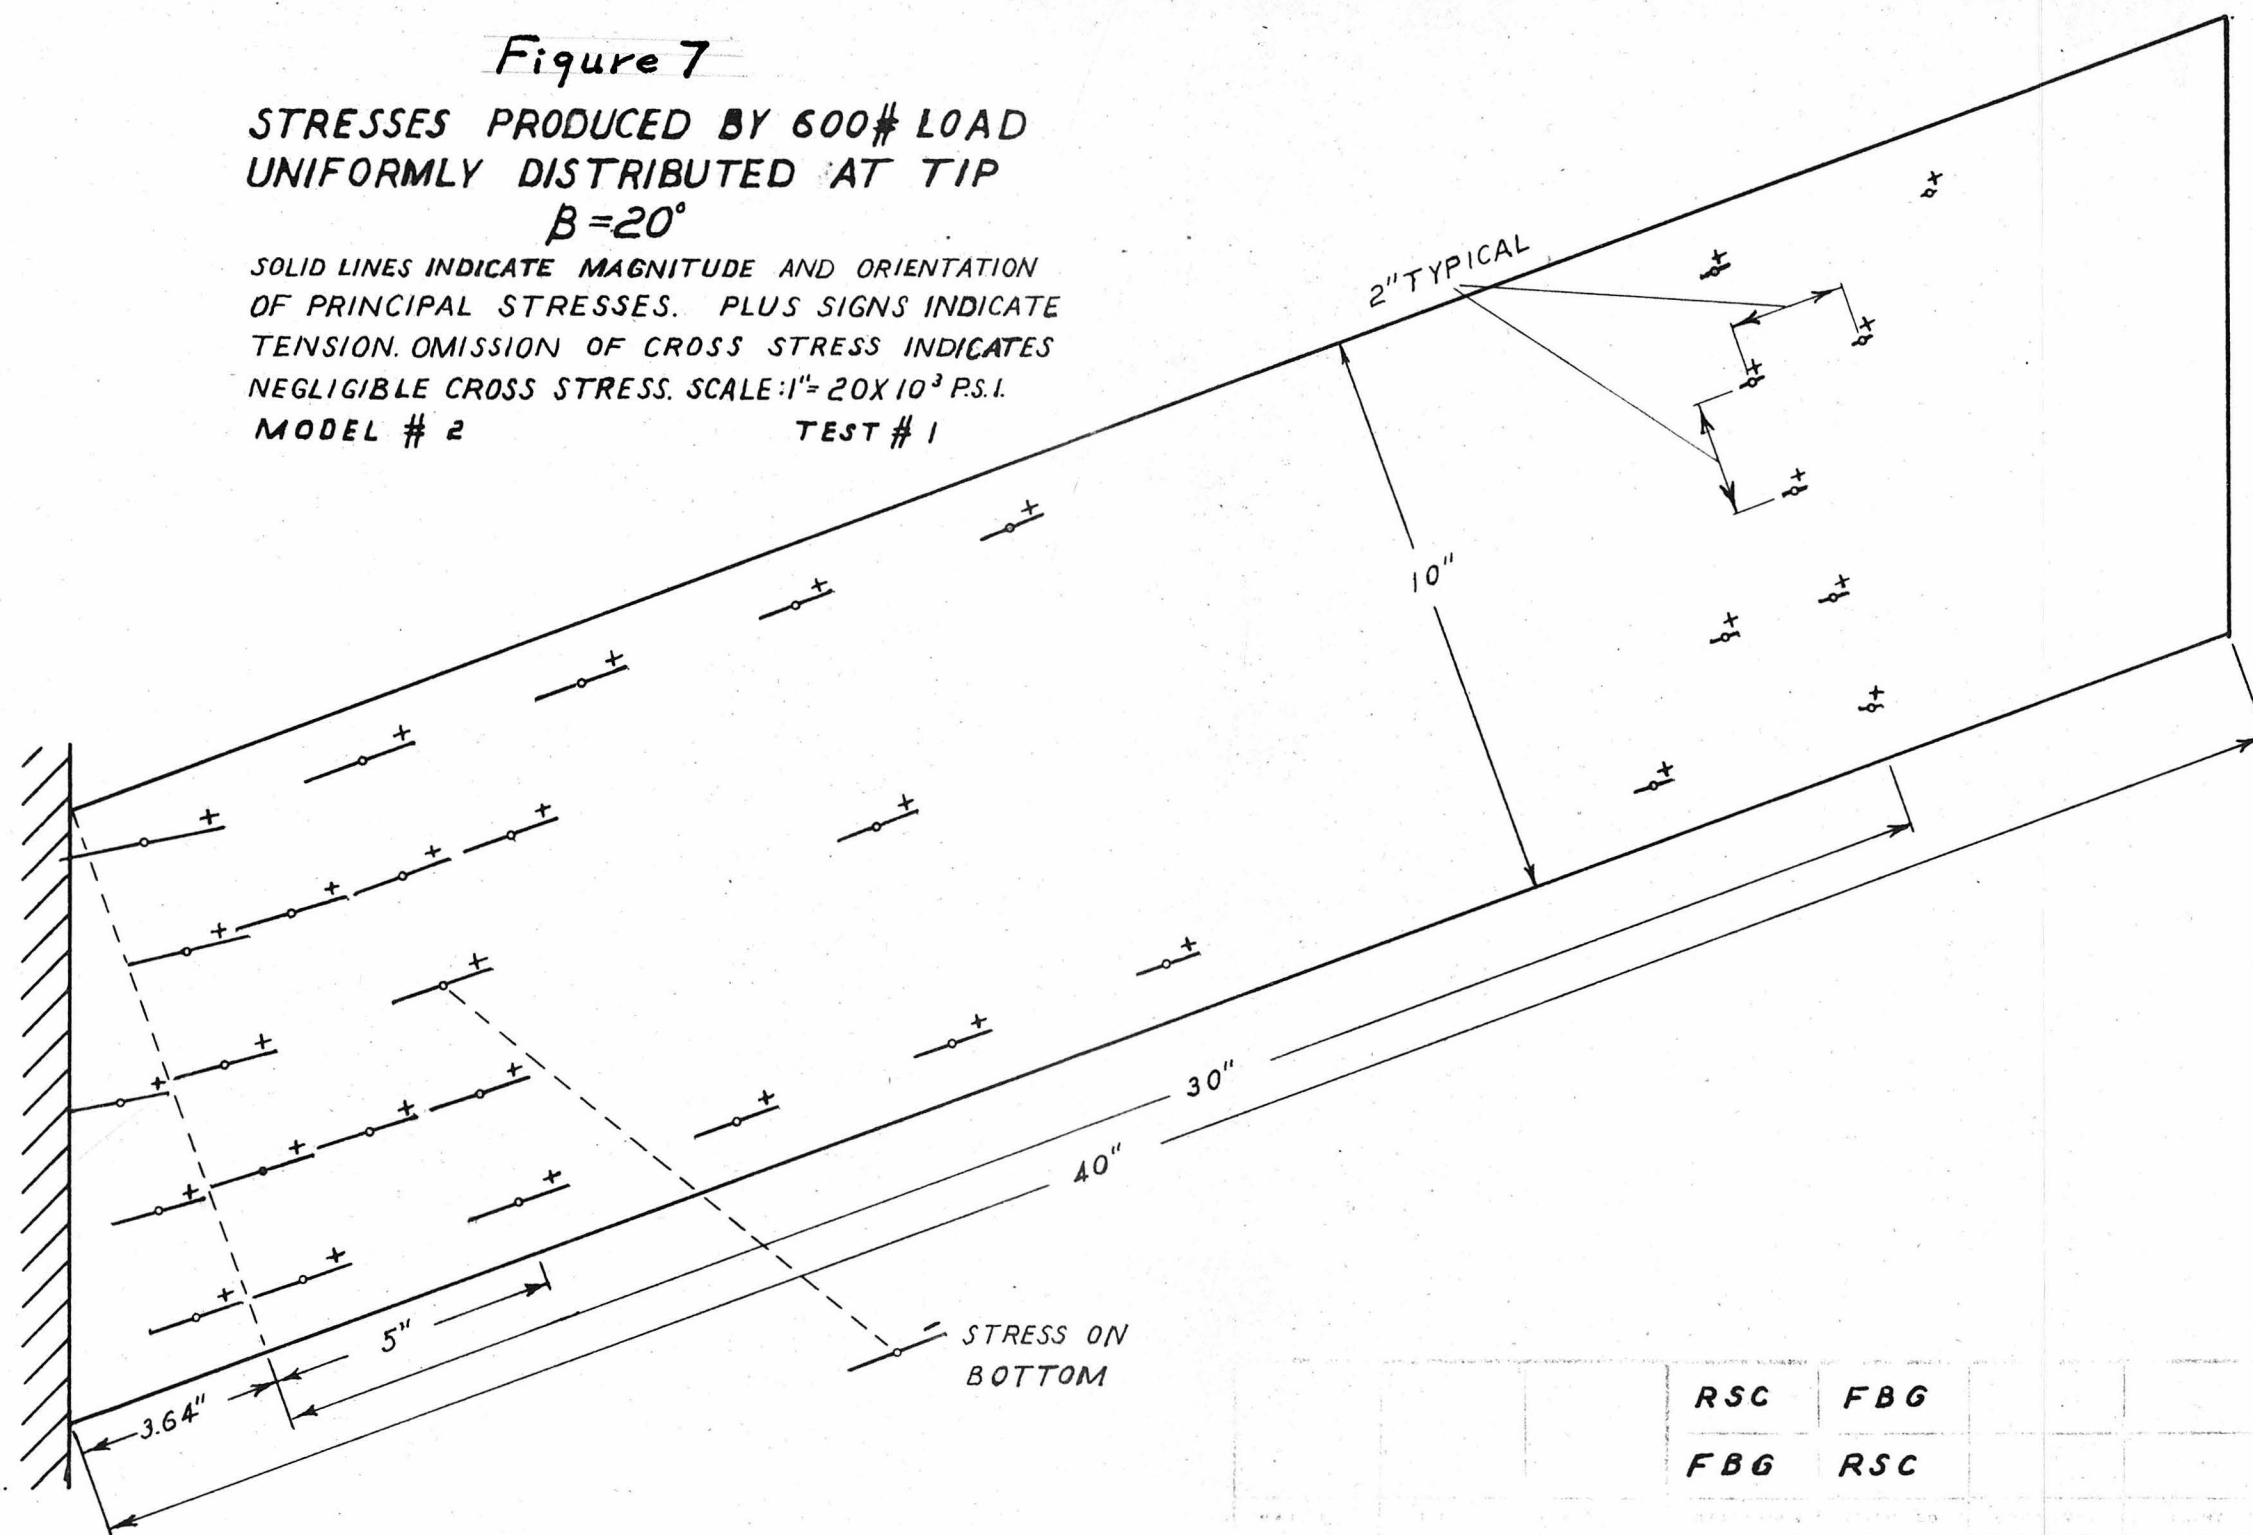 Figure 7
STRESSES PRODUCED BY 600# LOAD
UNIFORMLY DISTRIBUTED AT TIP
β=20°
SOLID LINES INDICATE MAGNITUDE AND ORIENTATION
OF PRINCIPAL STRESSES. PLUS SIGNS INDICATE
TENSION. OMISSION OF CROSS STRESS INDICATES
NEGLIGIBLE CROSS STRESS. SCALE:1"=20X10³ P.S.I.
MODEL # 2 TEST # 1
2" TYPICAL
10"
30"
40"
5"
3.64"
STRESS ON
BOTTOM
RSC FBG
FBG RSC